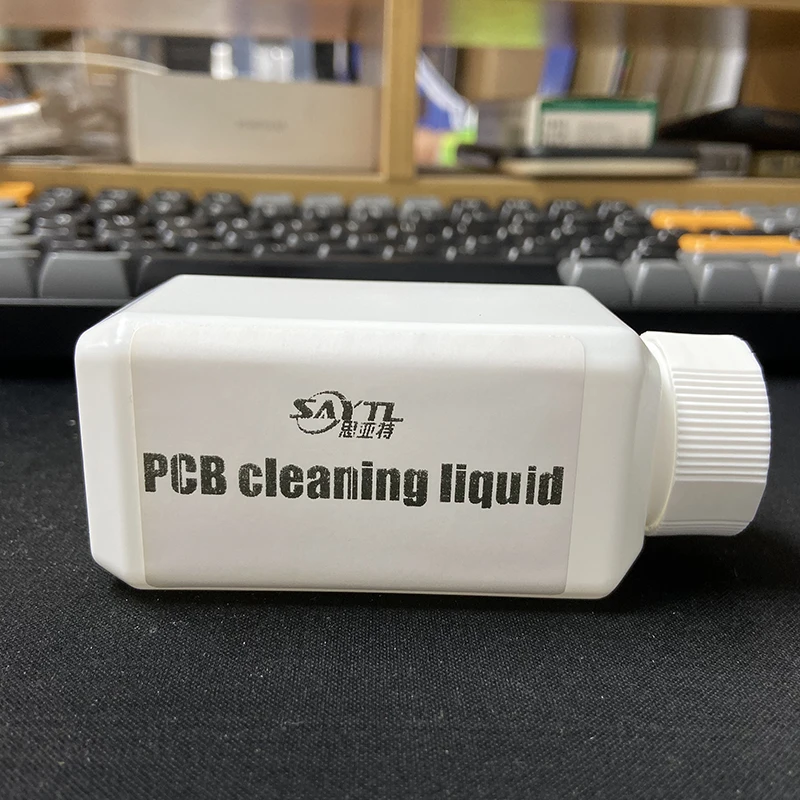 SAYTL
思亚特
PCB cleaning liquid